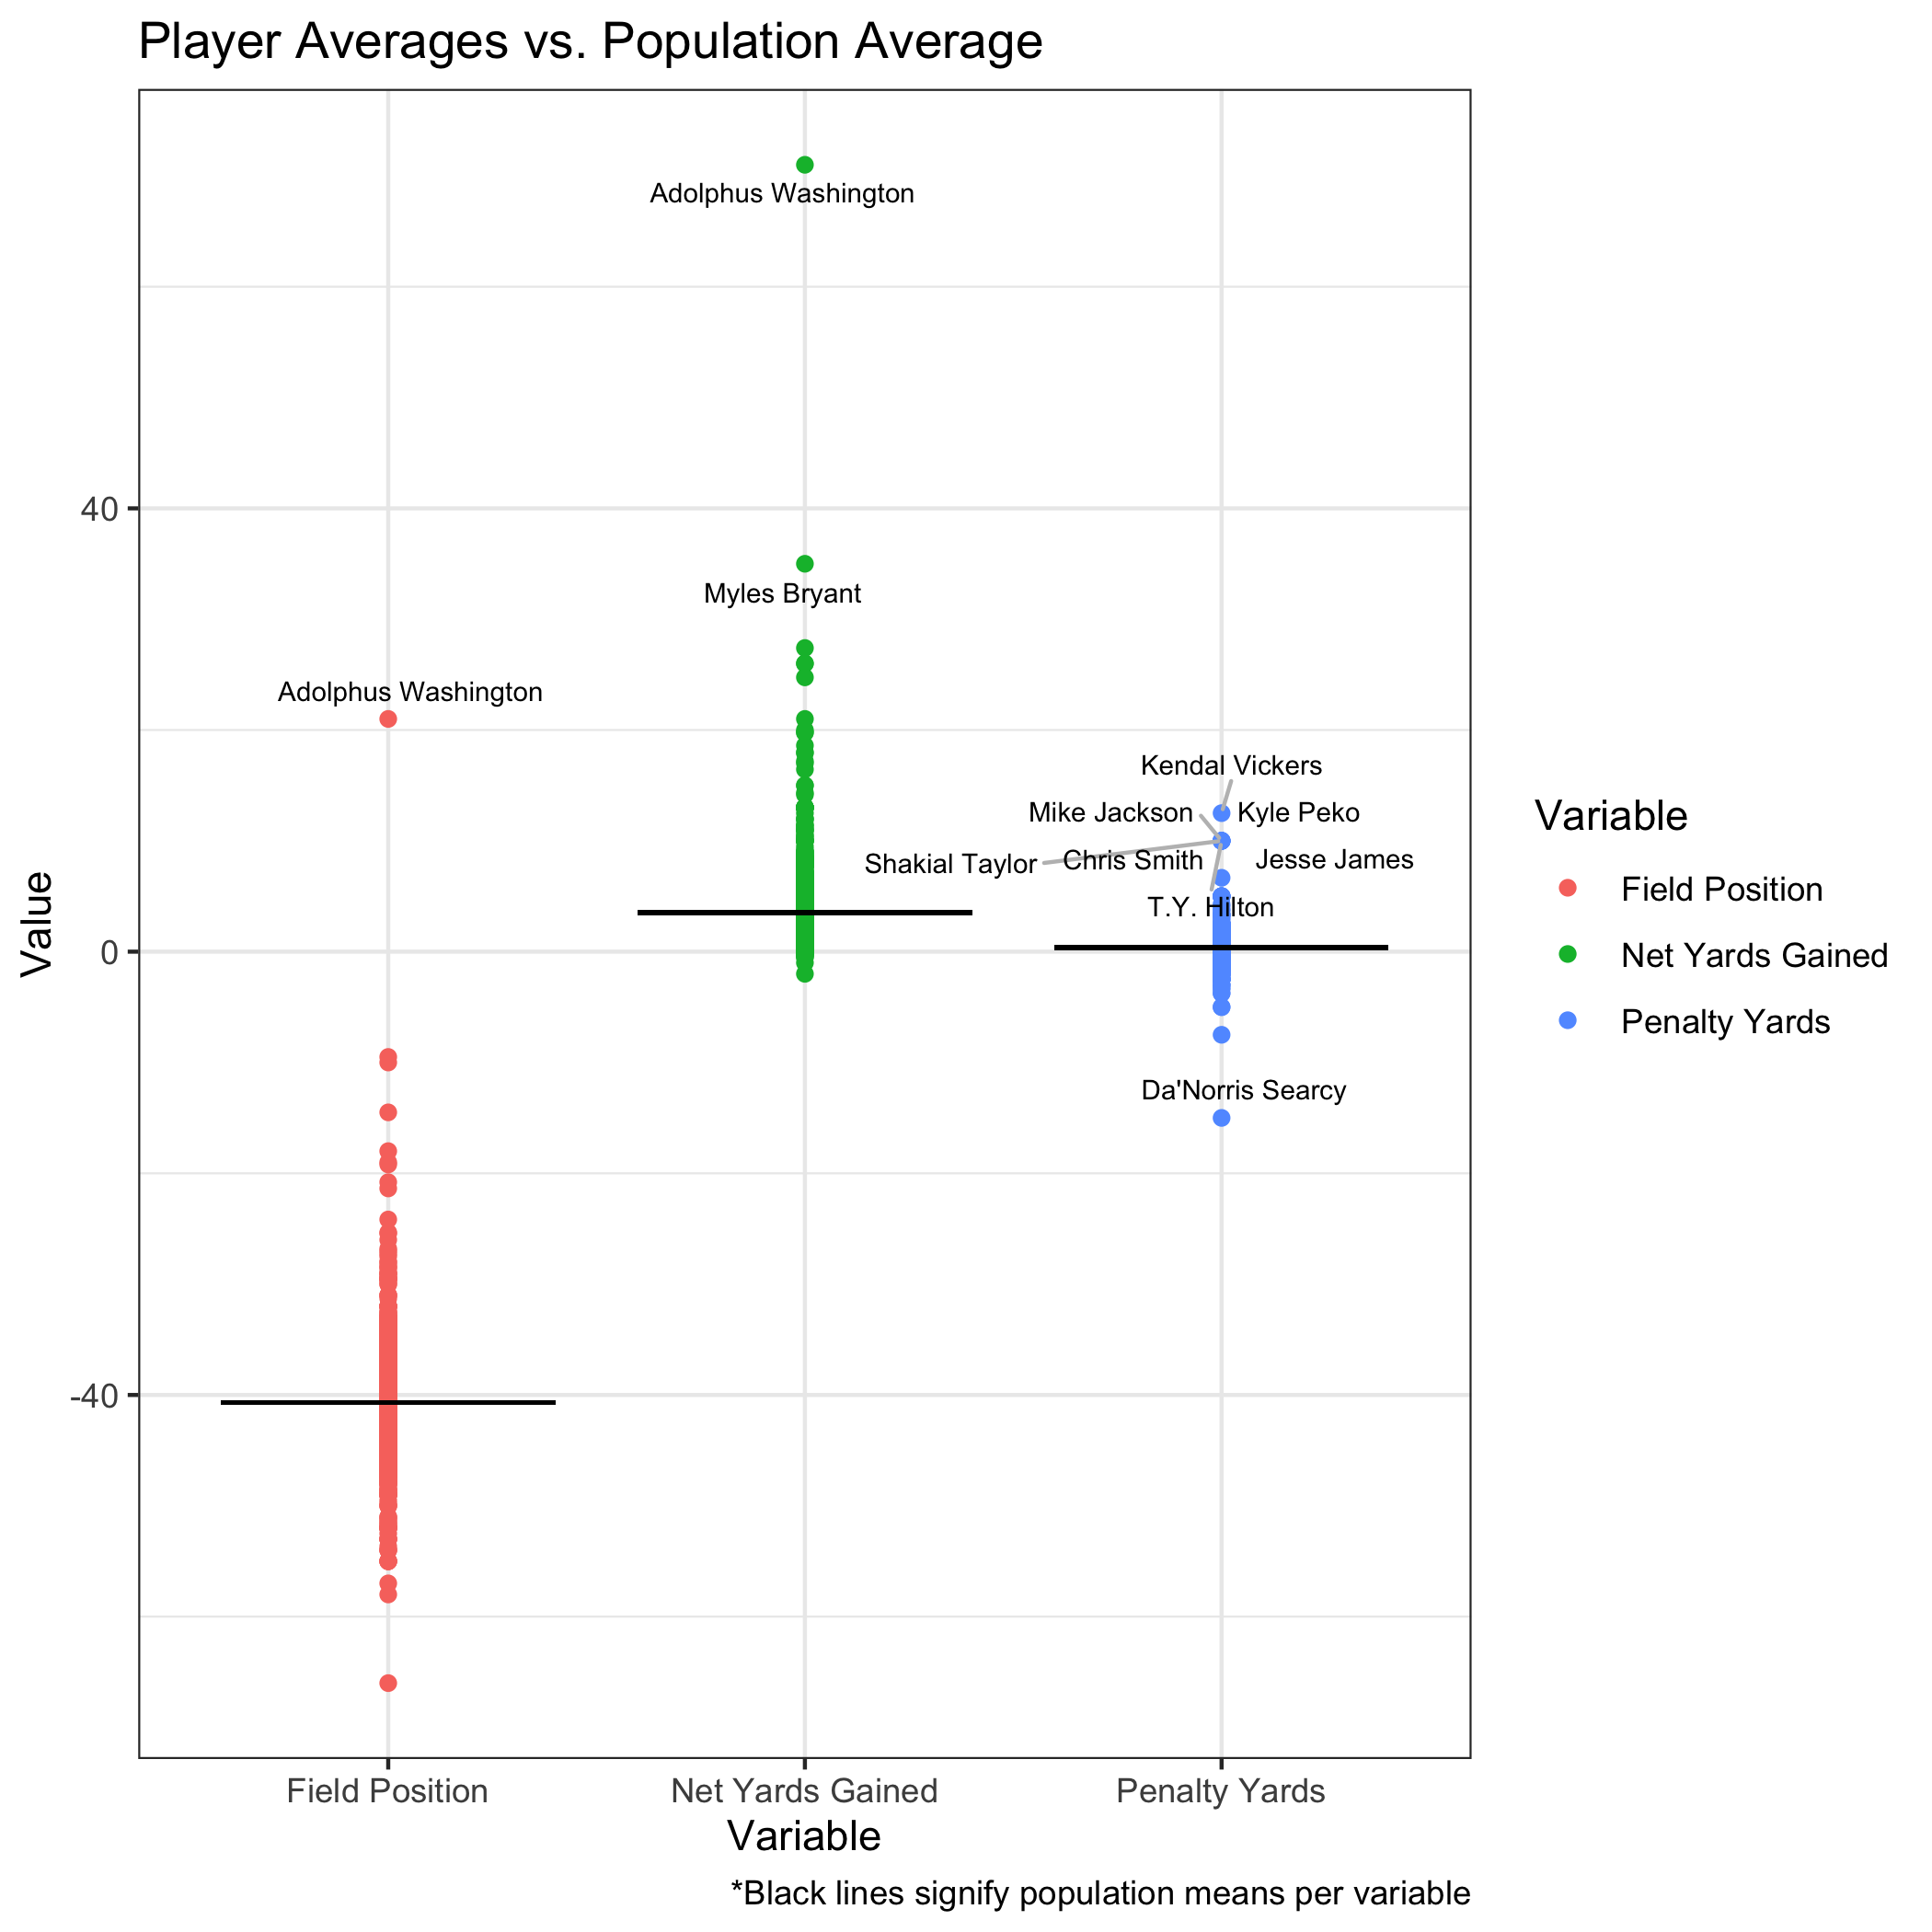 Player Averages vs. Population Average
Adolphus Washington
40
Myles Bryant
Adolphus Washington
Kendal Vickers
Mike Jackson
Kyle Peko
Shakial Taylor
Chris Smith
Jesse James
T.Y. Hilton
0
Da'Norris Searcy
-40
Value
Field Position
Net Yards Gained
Penalty Yards
Variable
*Black lines signify population means per variable
Variable
Field Position
Net Yards Gained
Penalty Yards